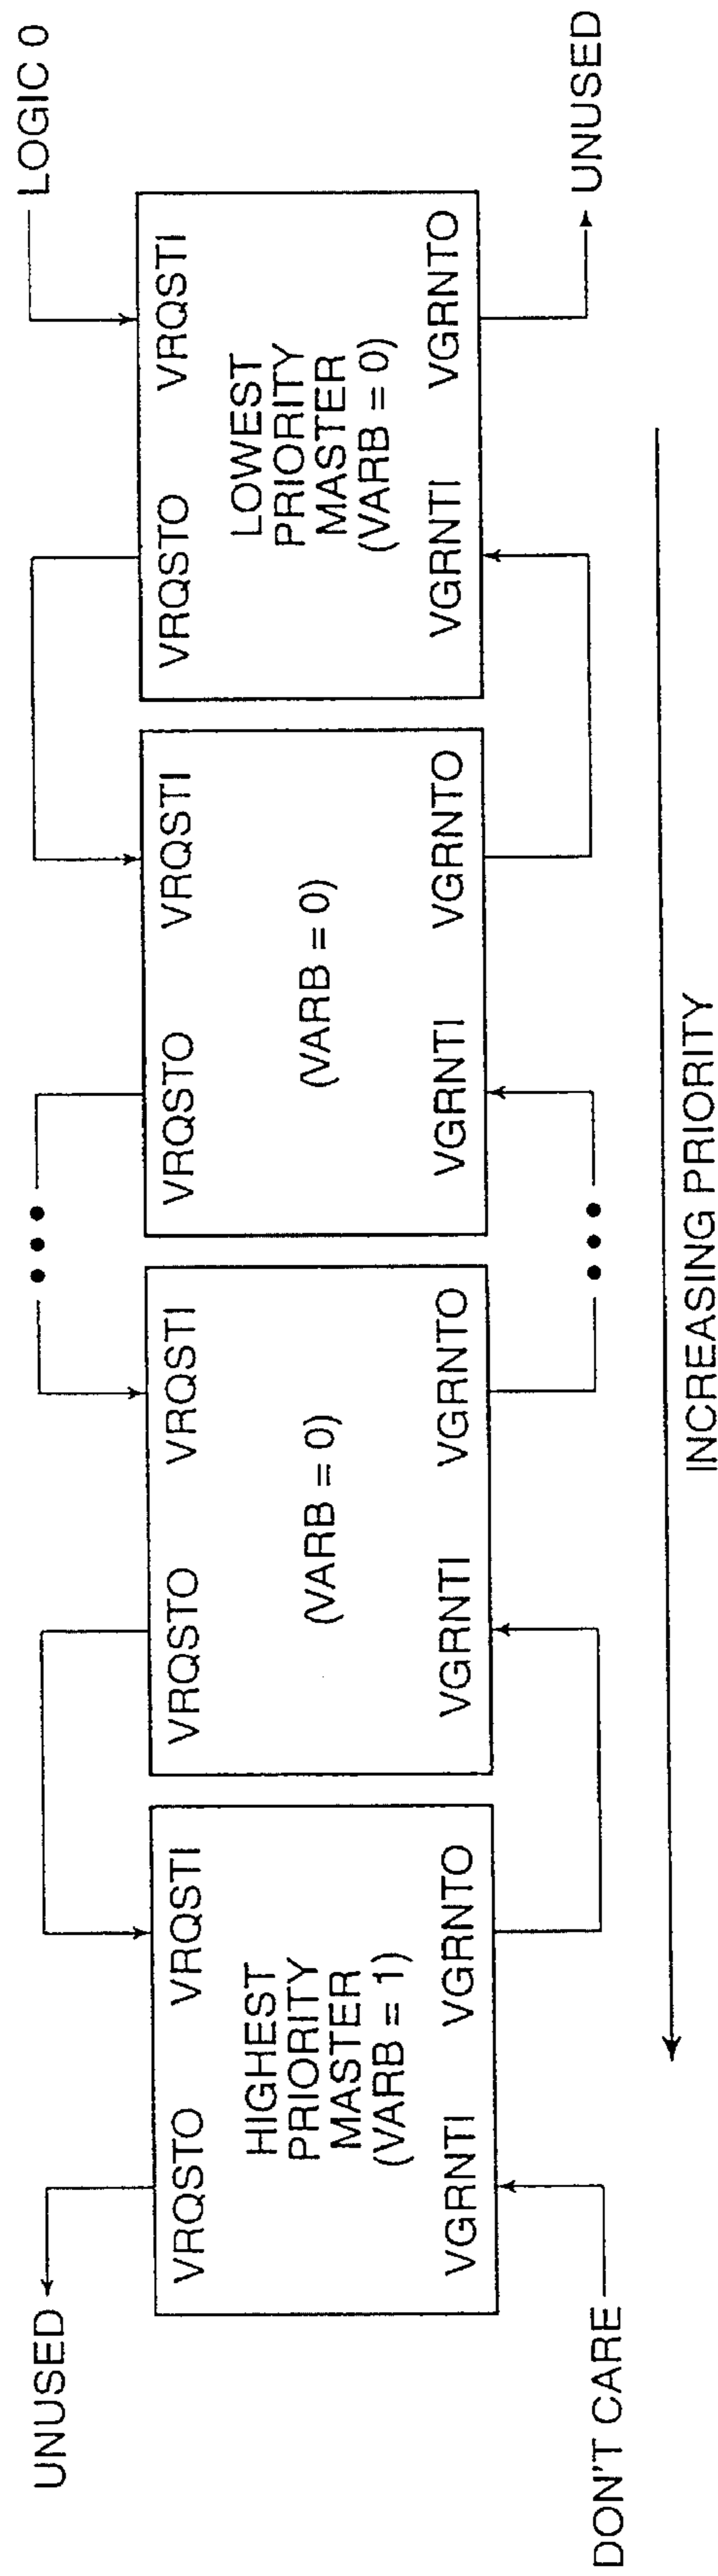 UNUSED
LOGIC 0
VRQSTO
VRQSTI
VRQSTO
VRQSTI
VRQSTO
VRQSTI
VRQSTO
VRQSTI
HIGHEST
PRIORITY
MASTER
(VARB = 1)
(VARB = 0)
(VARB = 0)
LOWEST
PRIORITY
MASTER
(VARB = 0)
VGRNTI
VGRNTO
VGRNTI
VGRNTO
VGRNTI
VGRNTO
VGRNTI
VGRNTO
DON'T CARE
UNUSED
INCREASING PRIORITY